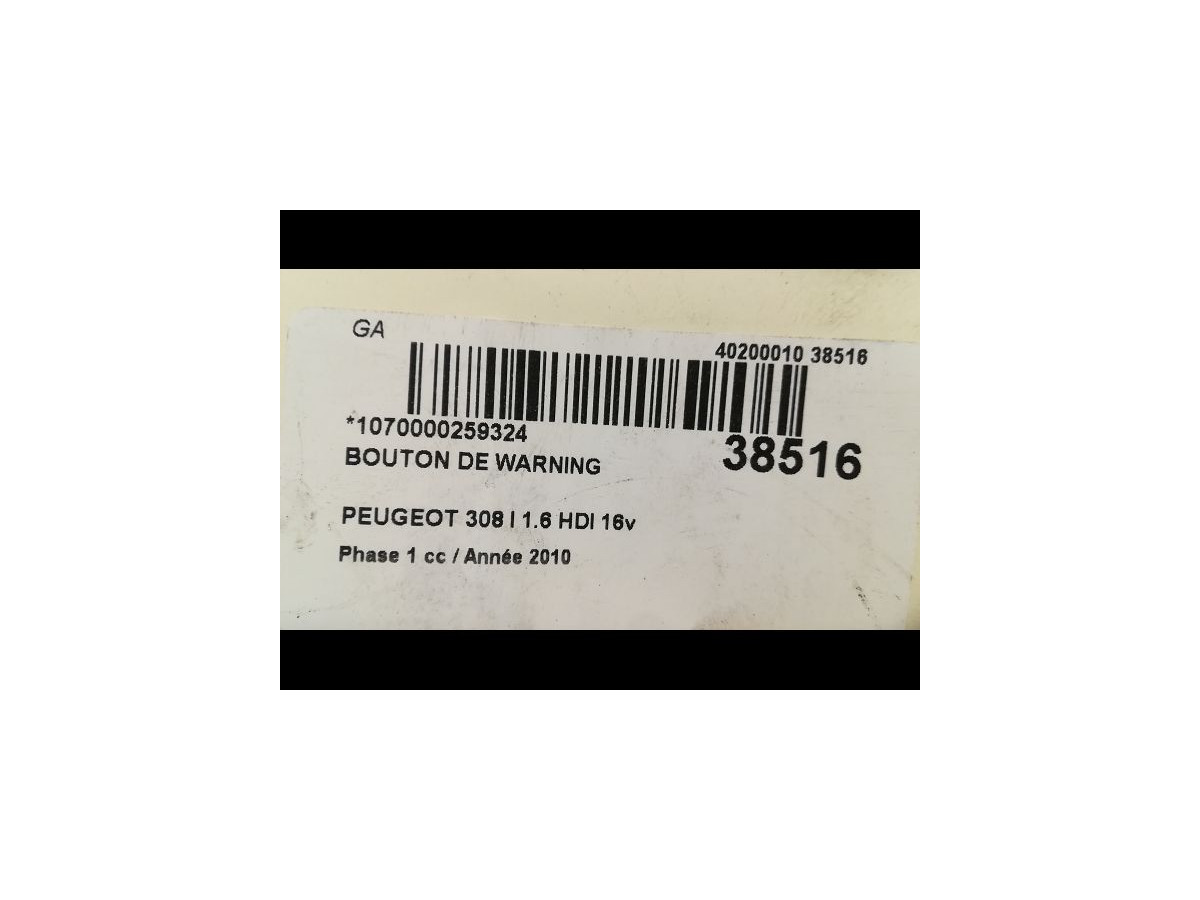 GA
40200010 38516
*1070000259324
38516
BOUTON DE WARNING
PEUGEOT 308 I 1.6 HDI 16v
Phase 1 cc / Année 2010